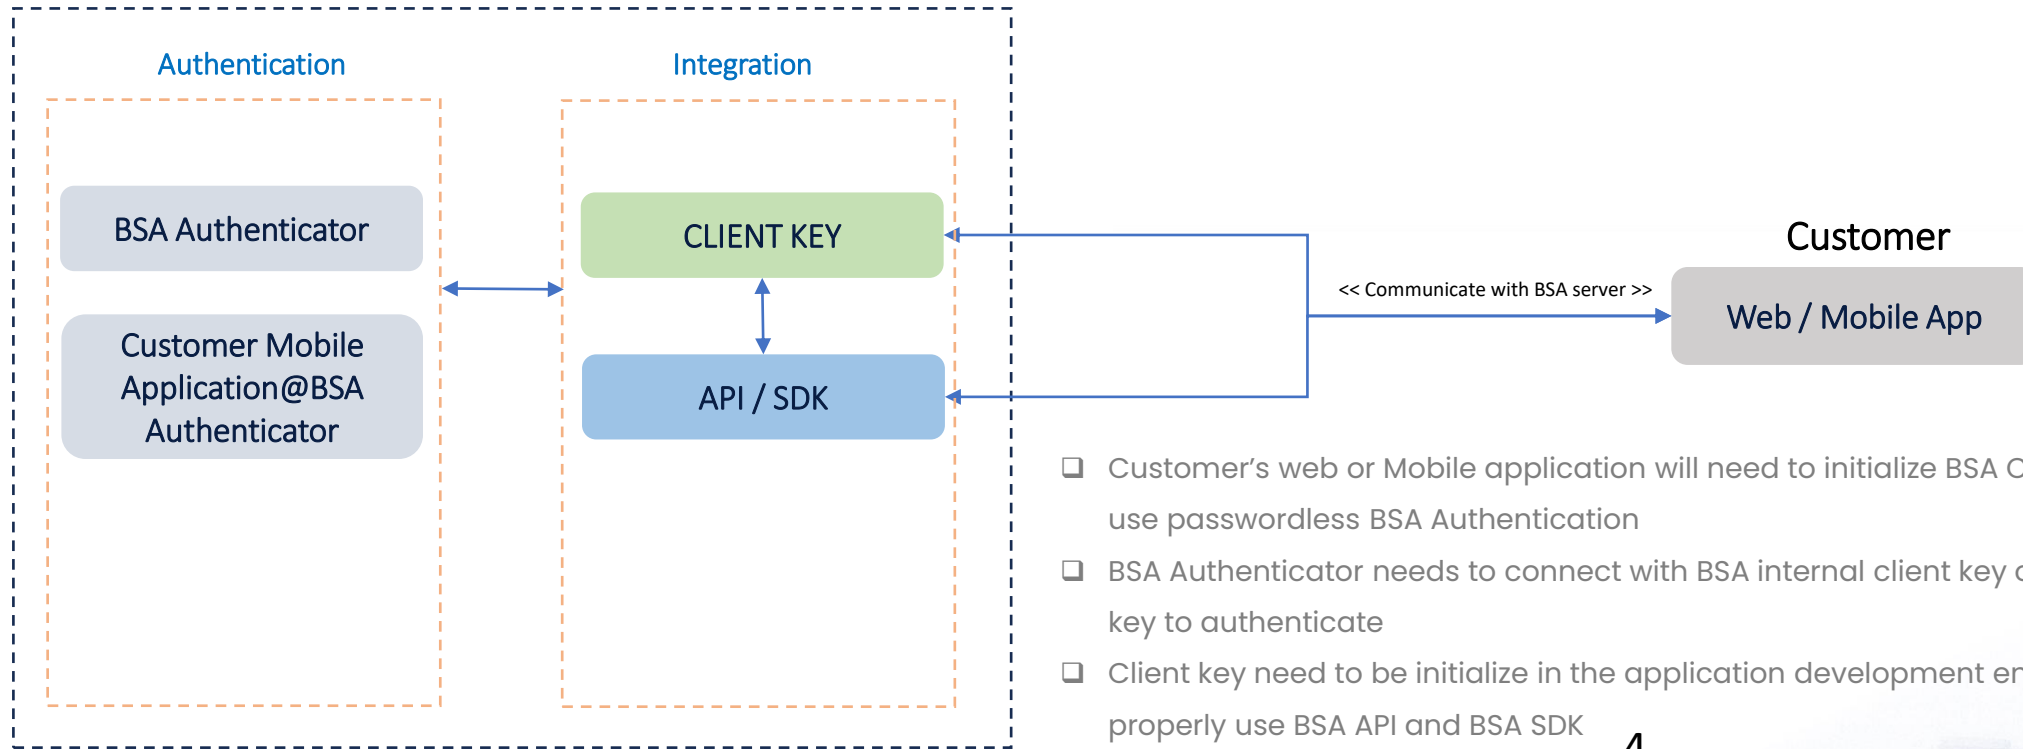 Authentication
Integration
BSA Authenticator
Customer Mobile
Application@BSA
Authenticator
CLIENT KEY
API / SDK
<< Communicate with BSA server >>
Customer
Web / Mobile App
Customer's web or Mobile application will need to initialize BSA
use passwordless BSA Authentication
BSA Authenticator needs to connect with BSA internal client key
key to authenticate
Client key need to be initialize in the application development
properly use BSA API and BSA SDK